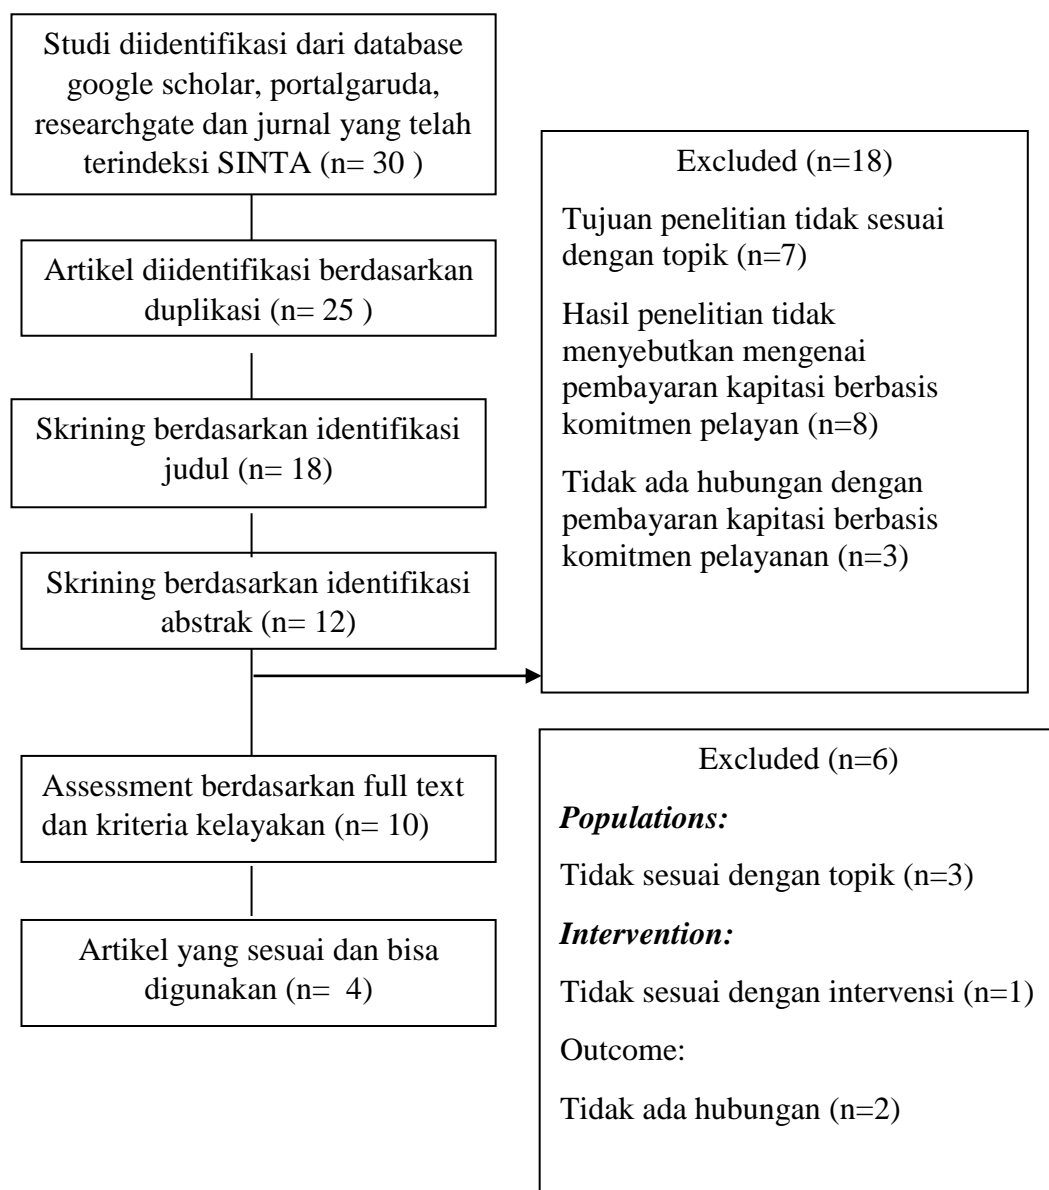 Studi diidentifikasi dari database
google scholar, portalgaruda,
researchgate dan jurnal yang telah
terindeksi SINTA (n= 30 )
Artikel diidentifikasi berdasarkan
duplikasi (n= 25 )
Skrining berdasarkan identifikasi
judul (n= 18)
Skrining berdasarkan identifikasi
abstrak (n= 12)
Excluded (n=18)
Tujuan penelitian tidak sesuai
dengan topik (n=7)
Hasil penelitian tidak
menyebutkan mengenai
pembayaran kapitasi berbasis
komitmen pelayan (n=8)
Tidak ada hubungan dengan
pembayaran kapitasi berbasis
komitmen pelayanan (n=3)
Assessment berdasarkan full text
dan kriteria kelayakan (n= 10)
Artikel yang sesuai dan bisa
digunakan (n=  4)
Excluded (n=6)
Populations:
Tidak sesuai dengan topik (n=3)
Intervention:
Tidak sesuai dengan intervensi (n=1)
Outcome:
Tidak ada hubungan (n=2)